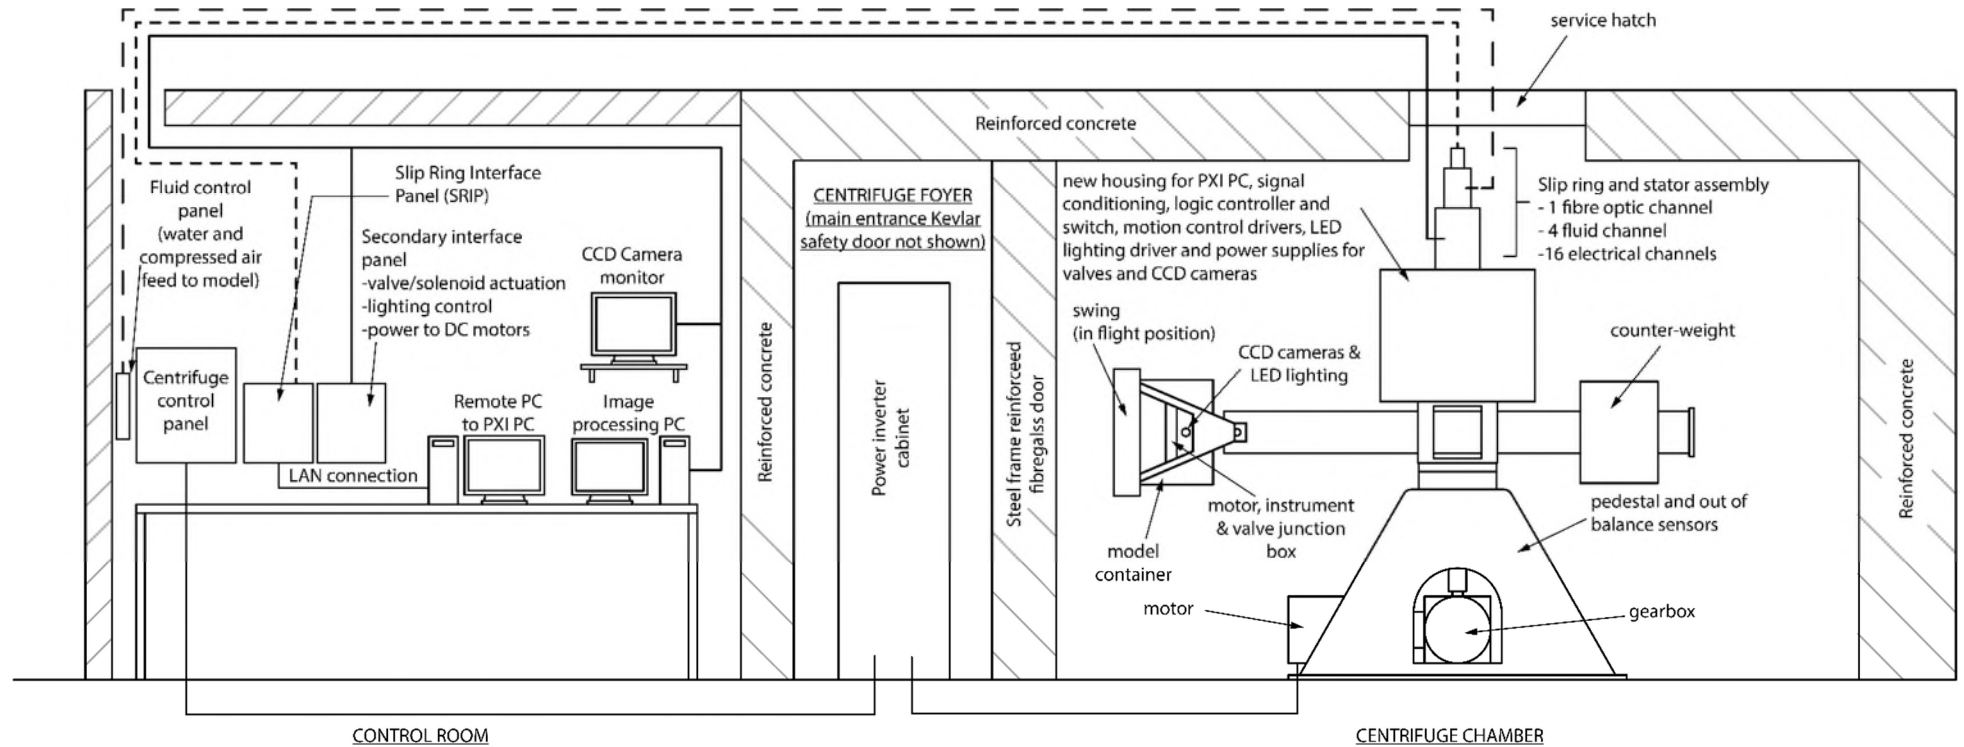 service hatch
Reinforced concrete
Slip Ring Interface
Panel (SRIP)
Fluid control
panel
(water and
compressed air
feed to model)
Secondary interface
panel
-valve/solenoid actuation
-lighting control
-power to DC motors
CCD Camera
monitor
Centrifuge
control
panel
Remote PC
to PXI PC
Image
processing PC
LAN connection
Reinforced concrete
CENTRIFUGE FOYER
(main entrance Kevlar
safety door not shown)
Power inverter
cabinet
Steel frame reinforced
fibregalss door
new housing for PXI PC, signal
conditioning, logic controller and
switch, motion control drivers, LED
lighting driver and power supplies for
valves and CCD cameras
Slip ring and stator assembly
- 1 fibre optic channel
- 4 fluid channel
-16 electrical channels
swing
(in flight position)
CCD cameras &
LED lighting
counter-weight
motor, instrument
& valve junction
box
model
container
pedestal and out of
balance sensors
motor
gearbox
Reinforced concrete
CONTROL ROOM
CENTRIFUGE CHAMBER